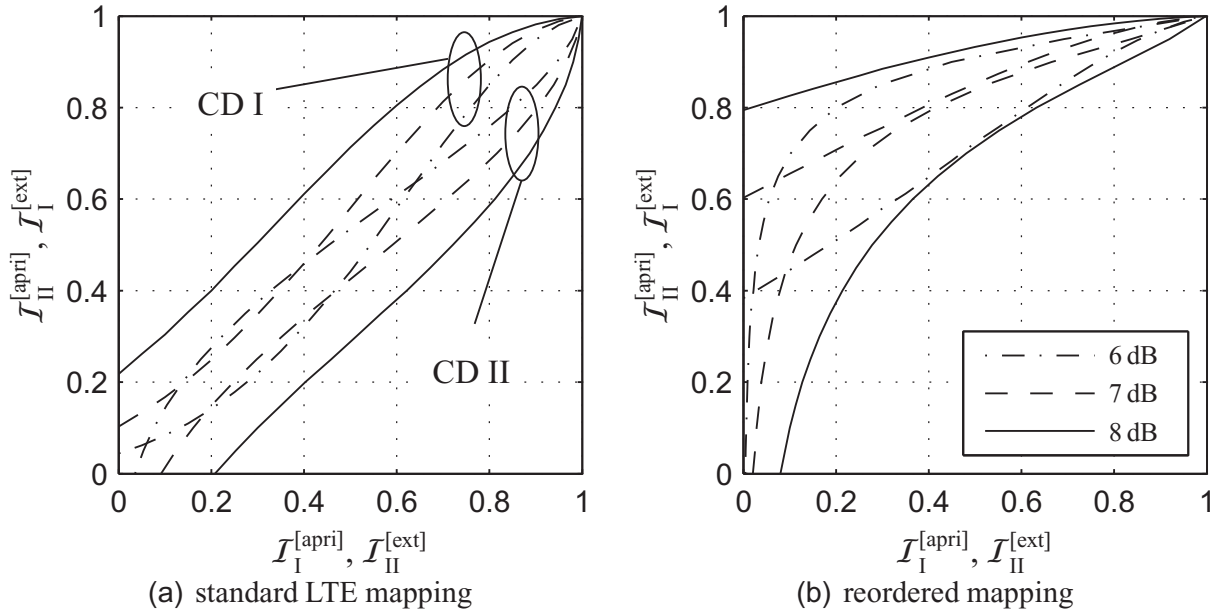 1
0.8
0.6
0.4
0.2
0
0 0.2 0.4 0.6 0.8 1
CD I
CD II
𝓘_II^[apri], 𝓘_I^[ext]
𝓘_I^[apri], 𝓘_II^[ext]
(a) standard LTE mapping
1
0.8
0.6
0.4
0.2
0
0 0.2 0.4 0.6 0.8 1
6 dB
7 dB
8 dB
𝓘_II^[apri], 𝓘_I^[ext]
𝓘_I^[apri], 𝓘_II^[ext]
(b) reordered mapping